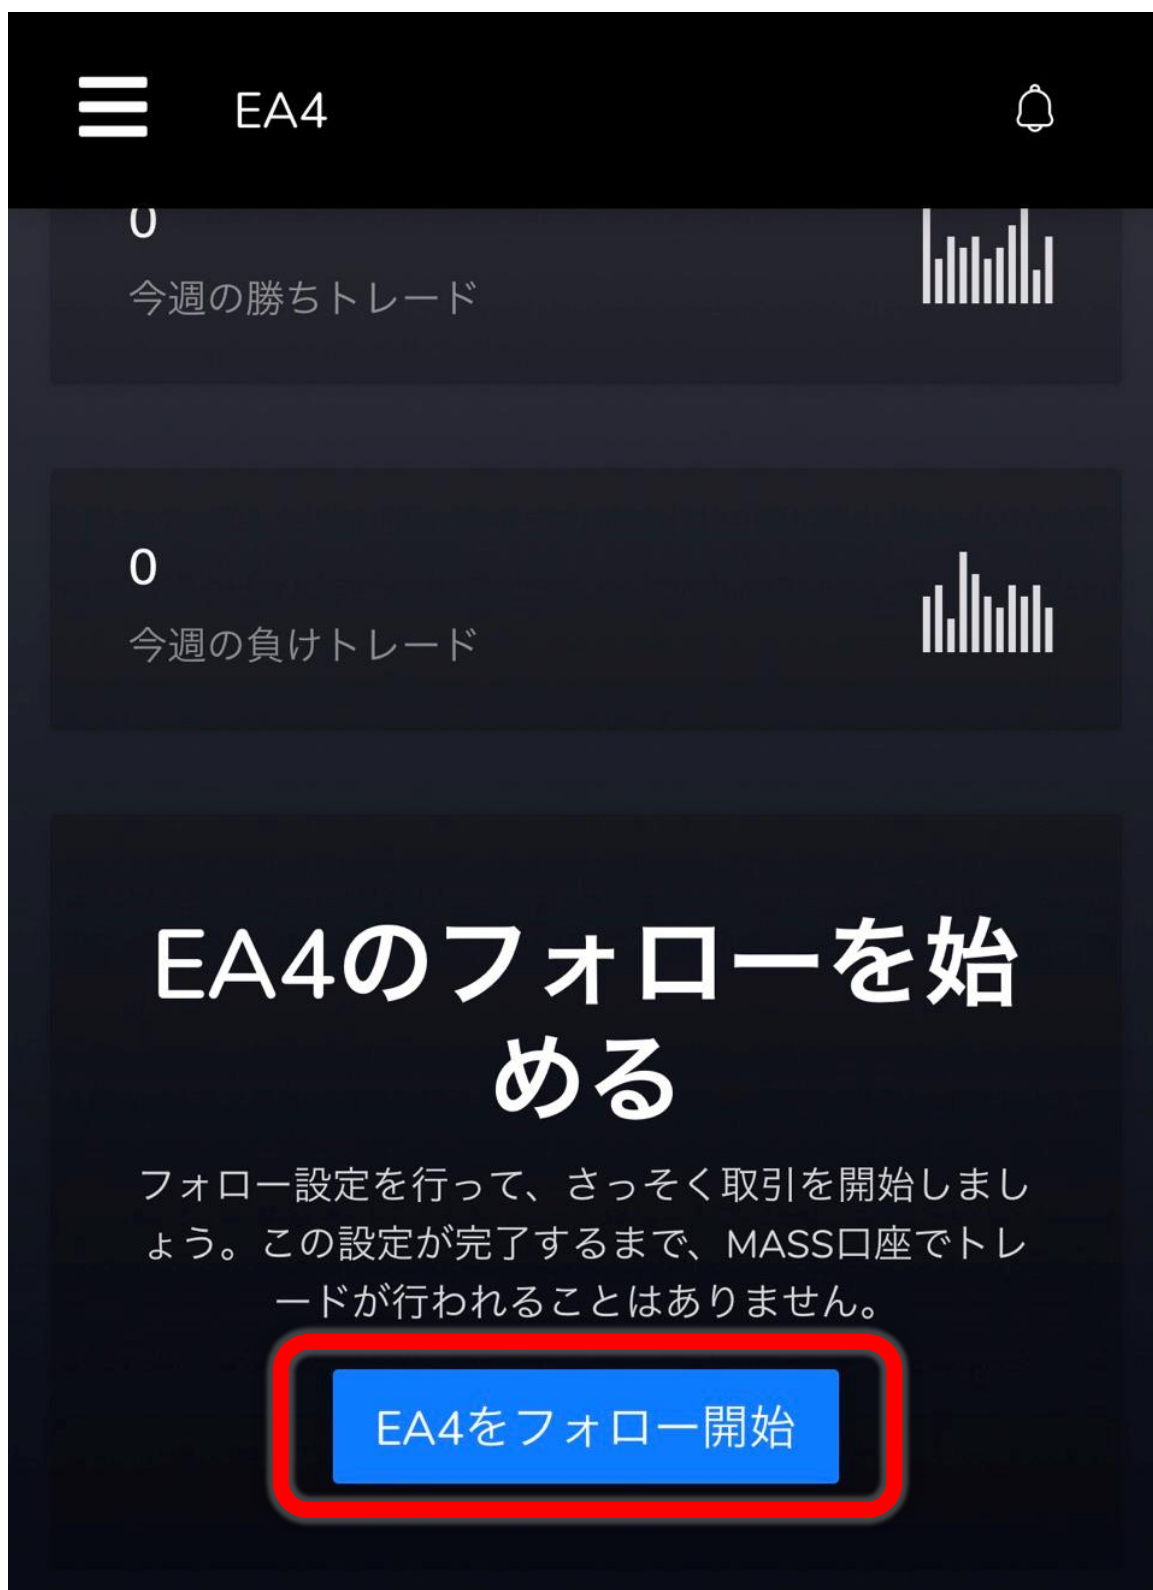 EA4
0
今週の勝ちトレード
0
今週の負けトレード
EA4のフォローを始
める
フォロー設定を行って、さっそく取引を開始しまし
ょう。この設定が完了するまで、MASS口座でトレ
ードが行われることはありません。
EA4をフォロー開始